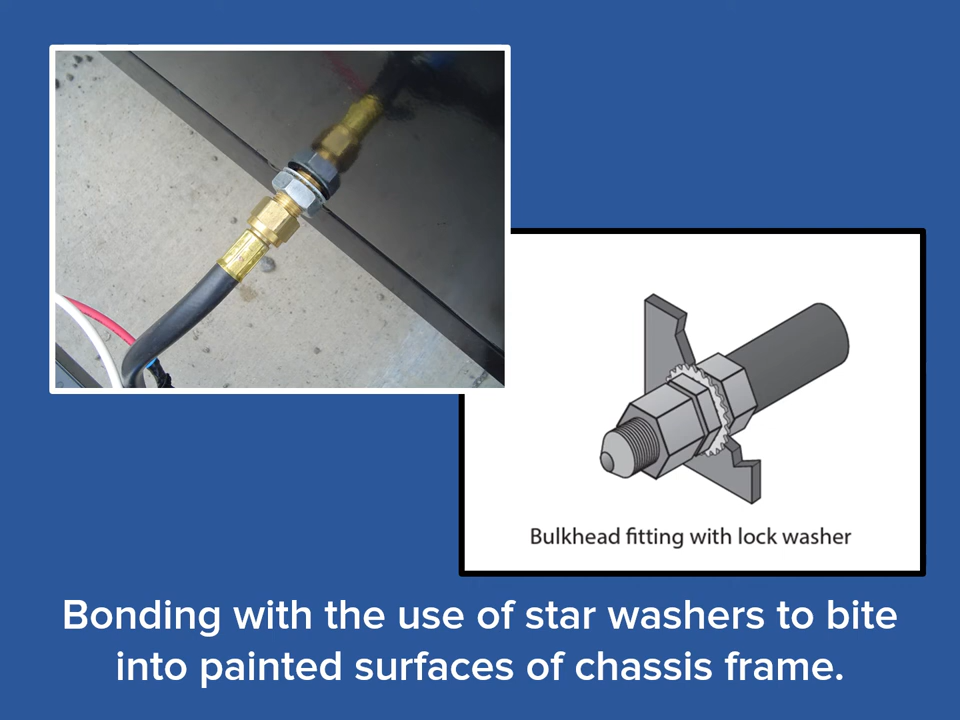 Bulkhead fitting with lock washer
Bonding with the use of star washers to bite
into painted surfaces of chassis frame.